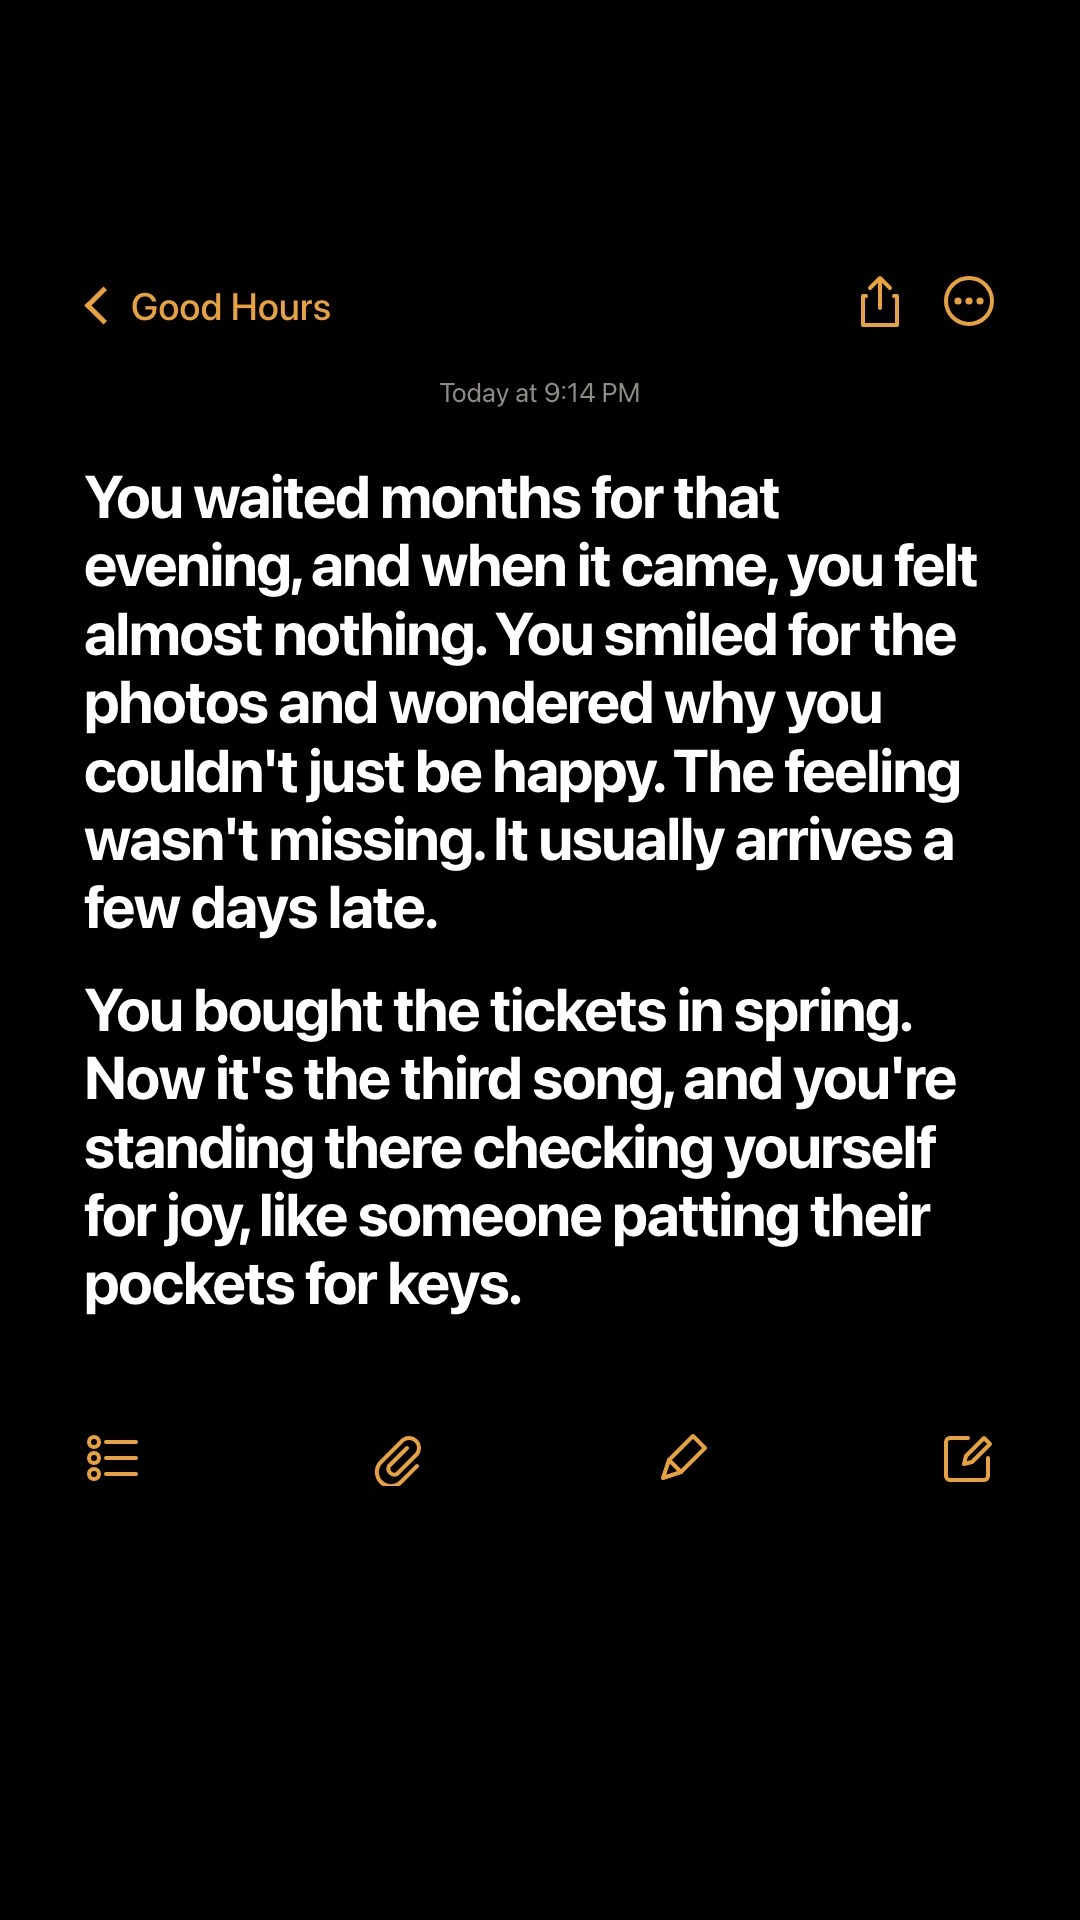 Good Hours
Today at 9:14 PM
You waited months for that
evening, and when it came, you felt
almost nothing. You smiled for the
photos and wondered why you
couldn't just be happy. The feeling
wasn't missing. It usually arrives a
few days late.
You bought the tickets in spring.
Now it's the third song, and you're
standing there checking yourself
for joy, like someone patting their
pockets for keys.